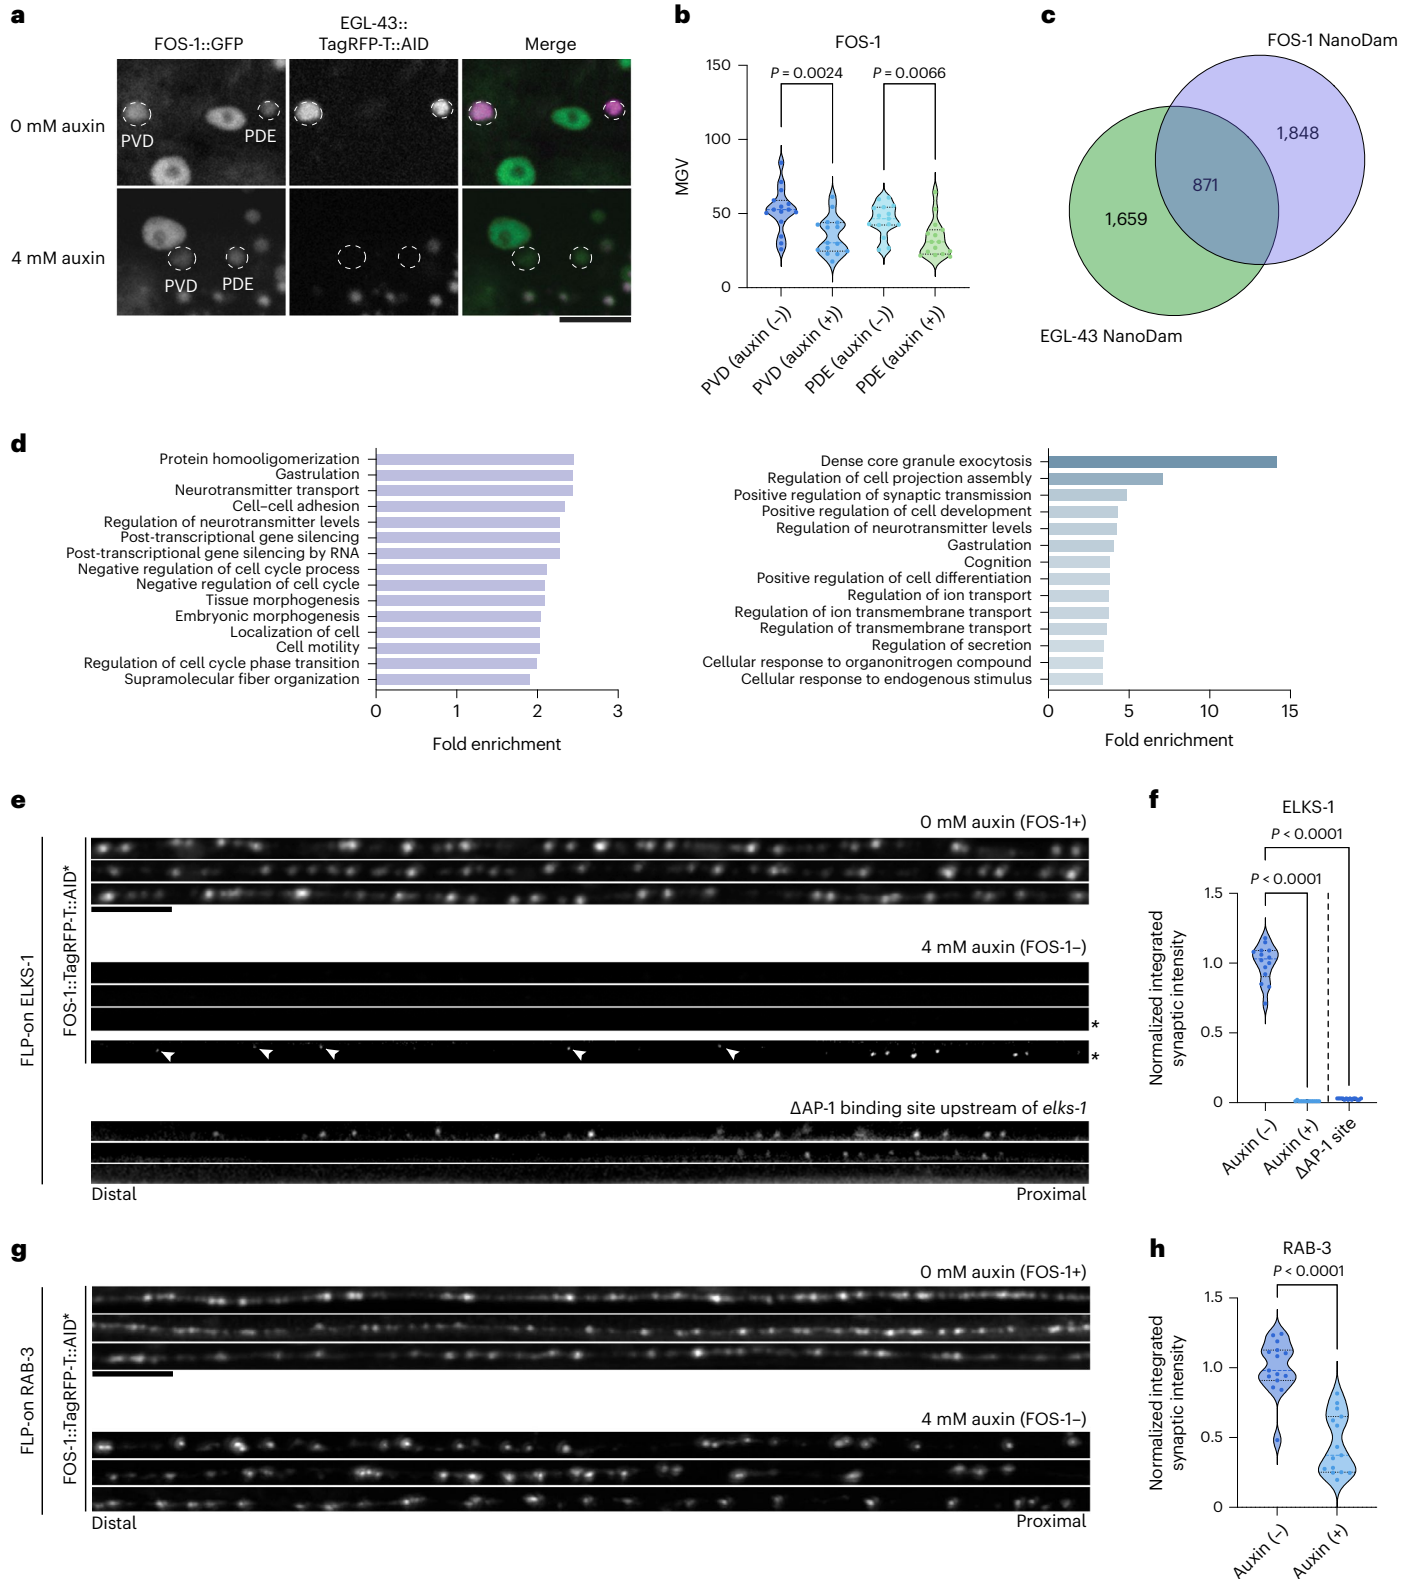 a
FOS-1::GFP
EGL-43::
TagRFP-T::AID
Merge
0 mM auxin
PVD
PDE
4 mM auxin
PVD
PDE
b
FOS-1
P = 0.0024
P = 0.0066
MGV
150
100
50
0
PVD (auxin (–))
PVD (auxin (+))
PDE (auxin (–))
PDE (auxin (+))
c
FOS-1 NanoDam
1,848
871
1,659
EGL-43 NanoDam
d
Protein homooligomerization
Gastrulation
Neurotransmitter transport
Cell–cell adhesion
Regulation of neurotransmitter levels
Post-transcriptional gene silencing
Post-transcriptional gene silencing by RNA
Negative regulation of cell cycle process
Negative regulation of cell cycle
Tissue morphogenesis
Embryonic morphogenesis
Localization of cell
Cell motility
Regulation of cell cycle phase transition
Supramolecular fiber organization
0 1 2 3
Fold enrichment
Dense core granule exocytosis
Regulation of cell projection assembly
Positive regulation of synaptic transmission
Positive regulation of cell development
Regulation of neurotransmitter levels
Gastrulation
Cognition
Positive regulation of cell differentiation
Regulation of ion transport
Regulation of ion transmembrane transport
Regulation of transmembrane transport
Regulation of secretion
Cellular response to organonitrogen compound
Cellular response to endogenous stimulus
0 5 10 15
Fold enrichment
e
FLP-on ELKS-1
FOS-1::TagRFP-T::AID*
0 mM auxin (FOS-1+)
4 mM auxin (FOS-1–)
*
*
ΔAP-1 binding site upstream of elks-1
Distal
Proximal
f
ELKS-1
P < 0.0001
P < 0.0001
Normalized integrated
synaptic intensity
1.5
1.0
0.5
0
Auxin (–)
Auxin (+)
ΔAP-1 site
g
FLP-on RAB-3
FOS-1::TagRFP-T::AID*
0 mM auxin (FOS-1+)
4 mM auxin (FOS-1–)
Distal
Proximal
h
RAB-3
P < 0.0001
Normalized integrated
synaptic intensity
1.5
1.0
0.5
0
Auxin (–)
Auxin (+)